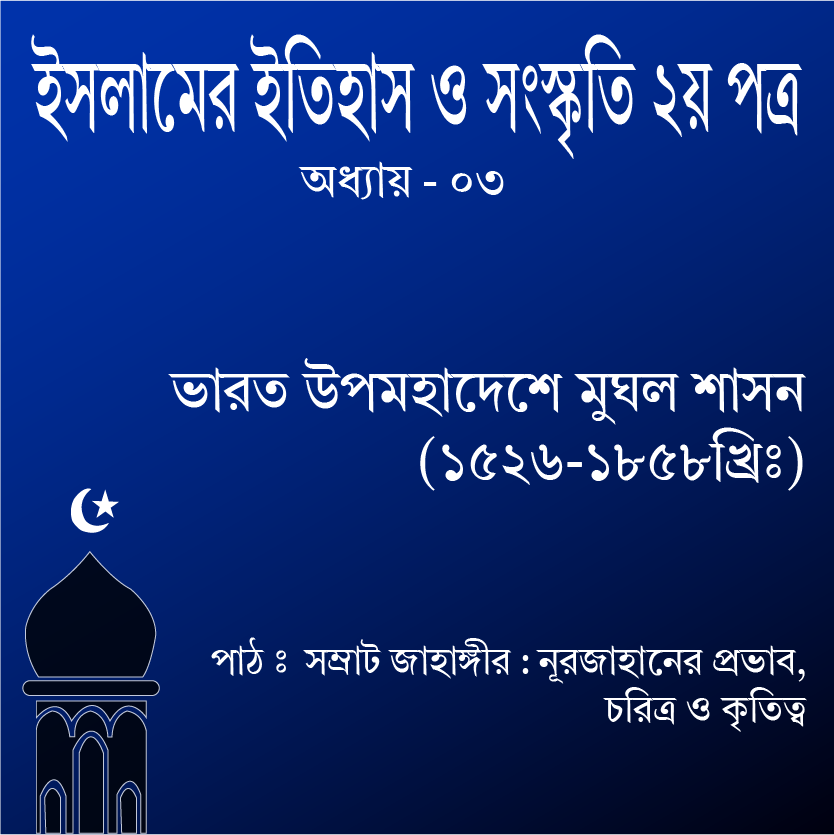 ইসলামের ইতিহাস ও সংস্কৃতি ২য় পত্র
অধ্যায় - ০৩
ভারত উপমহাদেশে মুঘল শাসন
(১৫২৬-১৮৫৮খ্রিঃ)
পাঠ ঃ সম্রাট জাহাঙ্গীর : নূরজাহানের প্রভাব,
চরিত্র ও কৃতিত্ব